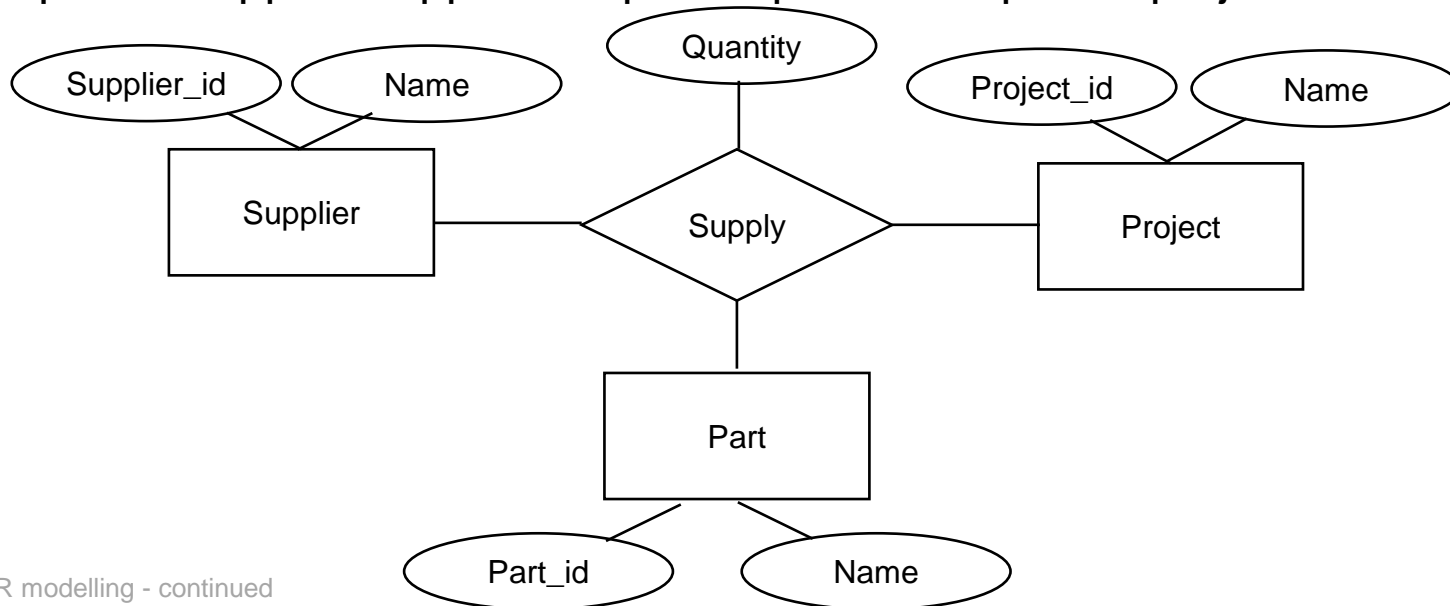 Quantity
Supplier_id Name Project_id Name
Supplier Supply Project
Part
Part_id Name
R modelling - continued